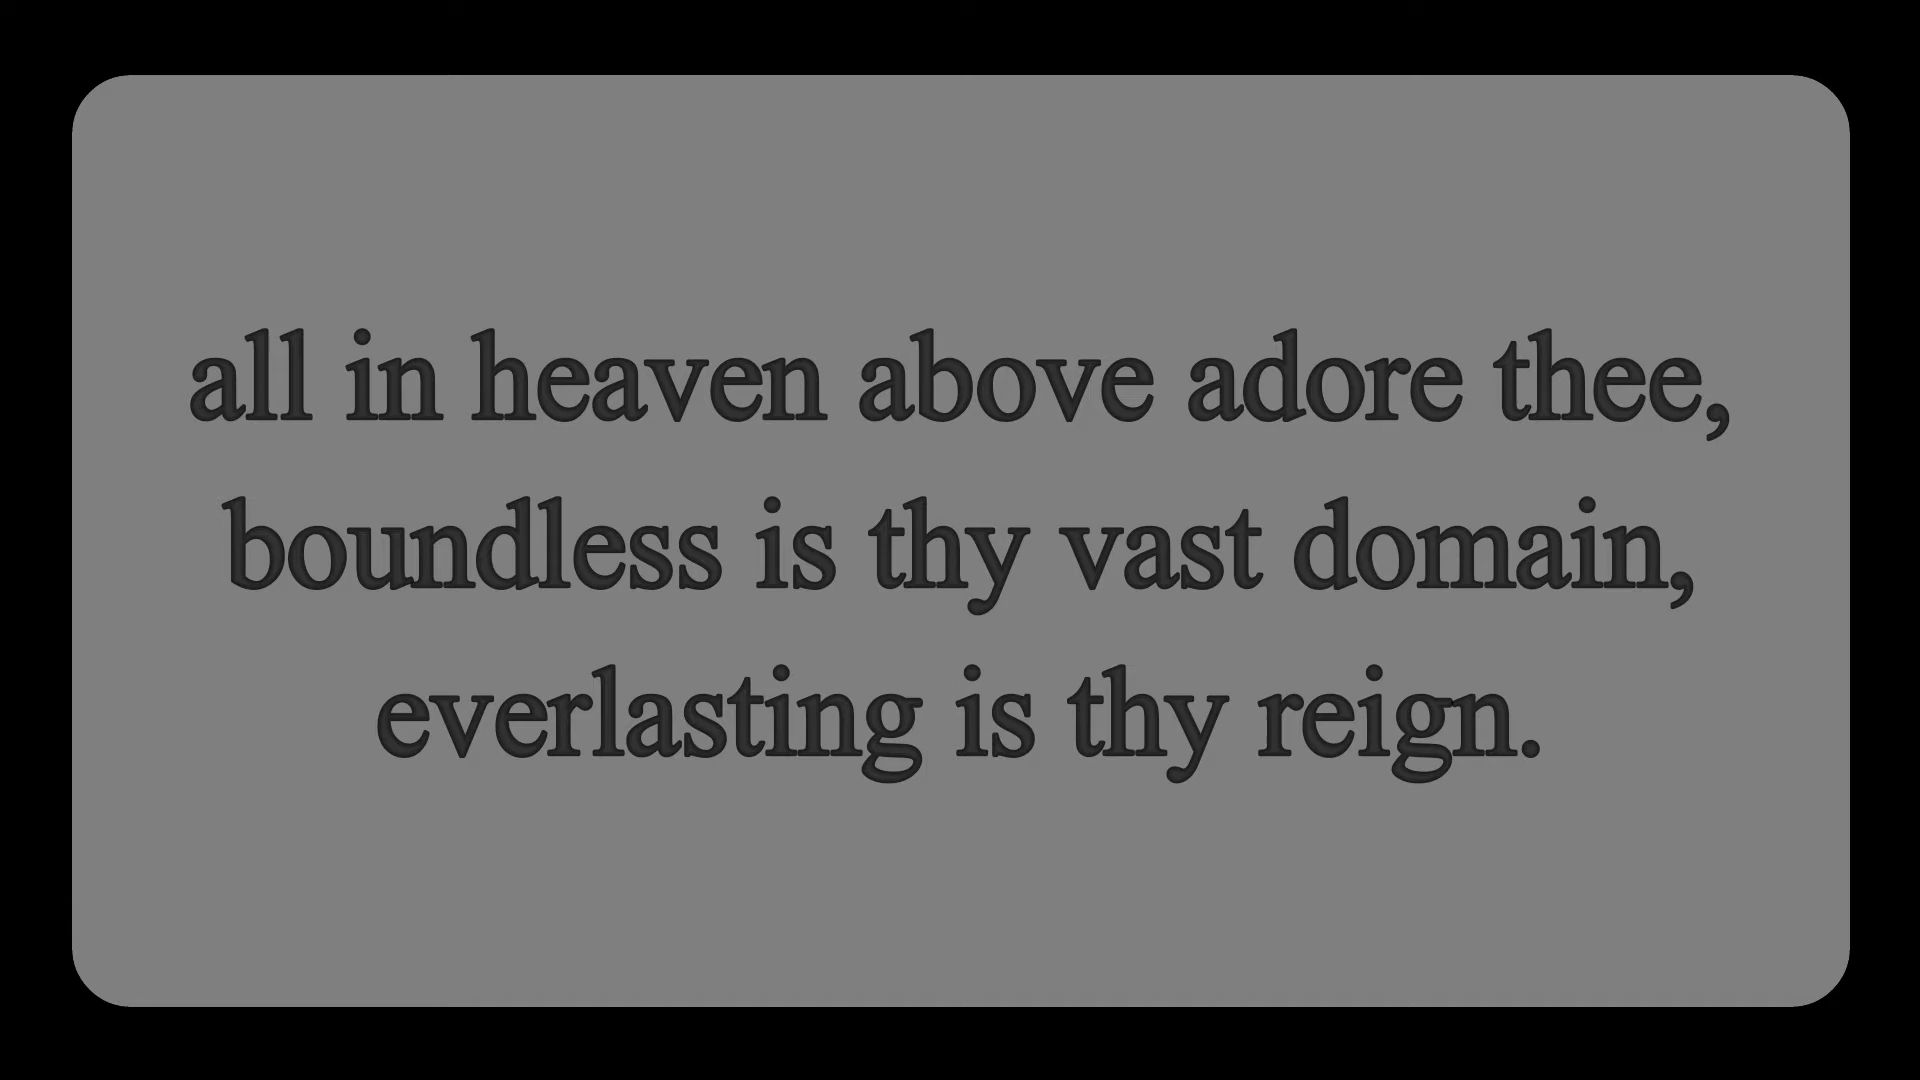 all in heaven above adore thee,
boundless is thy vast domain,
everlasting is thy reign.